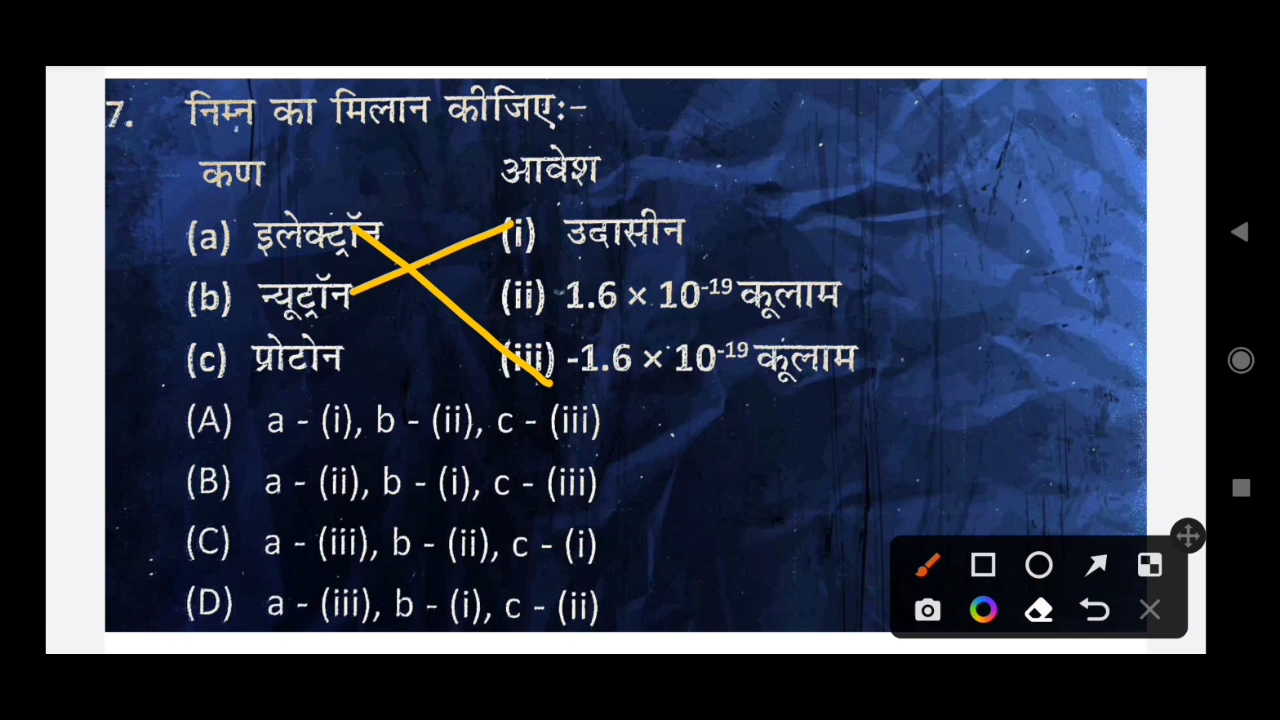 7. निम्न का मिलान कीजिए:–
कण आवेश
(a) इलेक्ट्रॉन (i) उदासीन
(b) न्यूट्रॉन (ii) 1.6 × 10⁻¹⁹ कूलाम
(c) प्रोटोन (iii) -1.6 × 10⁻¹⁹ कूलाम
(A) a - (i), b - (ii), c - (iii)
(B) a - (ii), b - (i), c - (iii)
(C) a - (iii), b - (ii), c - (i)
(D) a - (iii), b - (i), c - (ii)